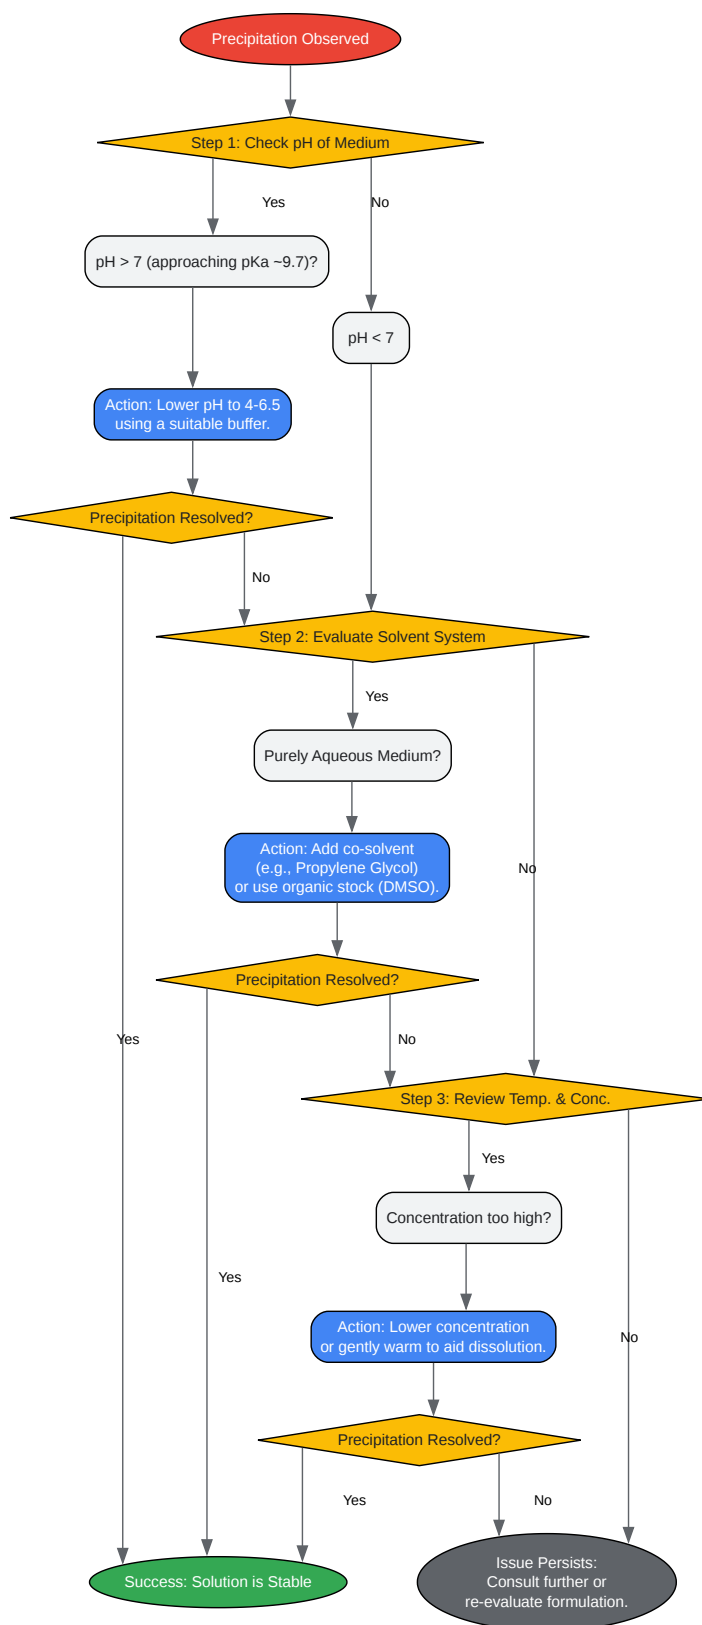 Precipitation Observed
Step 1: Check pH of Medium
Yes
No
pH > 7 (approaching pKa ~9.7)?
pH < 7
Action: Lower pH to 4-6.5
using a suitable buffer.
Precipitation Resolved?
No
Step 2: Evaluate Solvent System
Yes
Purely Aqueous Medium?
Action: Add co-solvent
(e.g., Propylene Glycol)
or use organic stock (DMSO).
No
Precipitation Resolved?
Yes
No
Step 3: Review Temp. & Conc.
Yes
Concentration too high?
Yes
Action: Lower concentration
or gently warm to aid dissolution.
No
Precipitation Resolved?
Yes
No
Success: Solution is Stable
Issue Persists:
Consult further or
re-evaluate formulation.